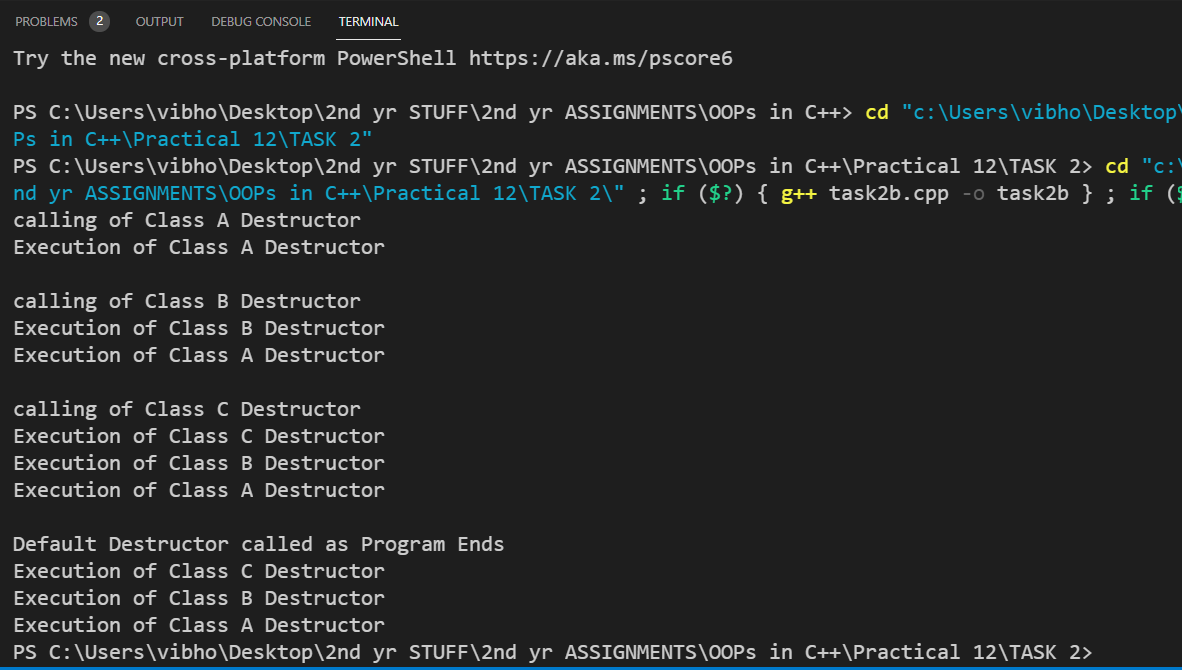 PROBLEMS 2 OUTPUT DEBUG CONSOLE TERMINAL
Try the new cross-platform PowerShell https://aka.ms/pscore6
PS C:\Users\vibho\Desktop\2nd yr STUFF\2nd yr ASSIGNMENTS\OOPs in C++> cd "c:\Users\vibho\Desktop\
Ps in C++\Practical 12\TASK 2"
PS C:\Users\vibho\Desktop\2nd yr STUFF\2nd yr ASSIGNMENTS\OOPs in C++\Practical 12\TASK 2> cd "c:\
nd yr ASSIGNMENTS\OOPs in C++\Practical 12\TASK 2\" ; if ($?) { g++ task2b.cpp -o task2b } ; if ($
calling of Class A Destructor
Execution of Class A Destructor
calling of Class B Destructor
Execution of Class B Destructor
Execution of Class A Destructor
calling of Class C Destructor
Execution of Class C Destructor
Execution of Class B Destructor
Execution of Class A Destructor
Default Destructor called as Program Ends
Execution of Class C Destructor
Execution of Class B Destructor
Execution of Class A Destructor
PS C:\Users\vibho\Desktop\2nd yr STUFF\2nd yr ASSIGNMENTS\OOPs in C++\Practical 12\TASK 2>